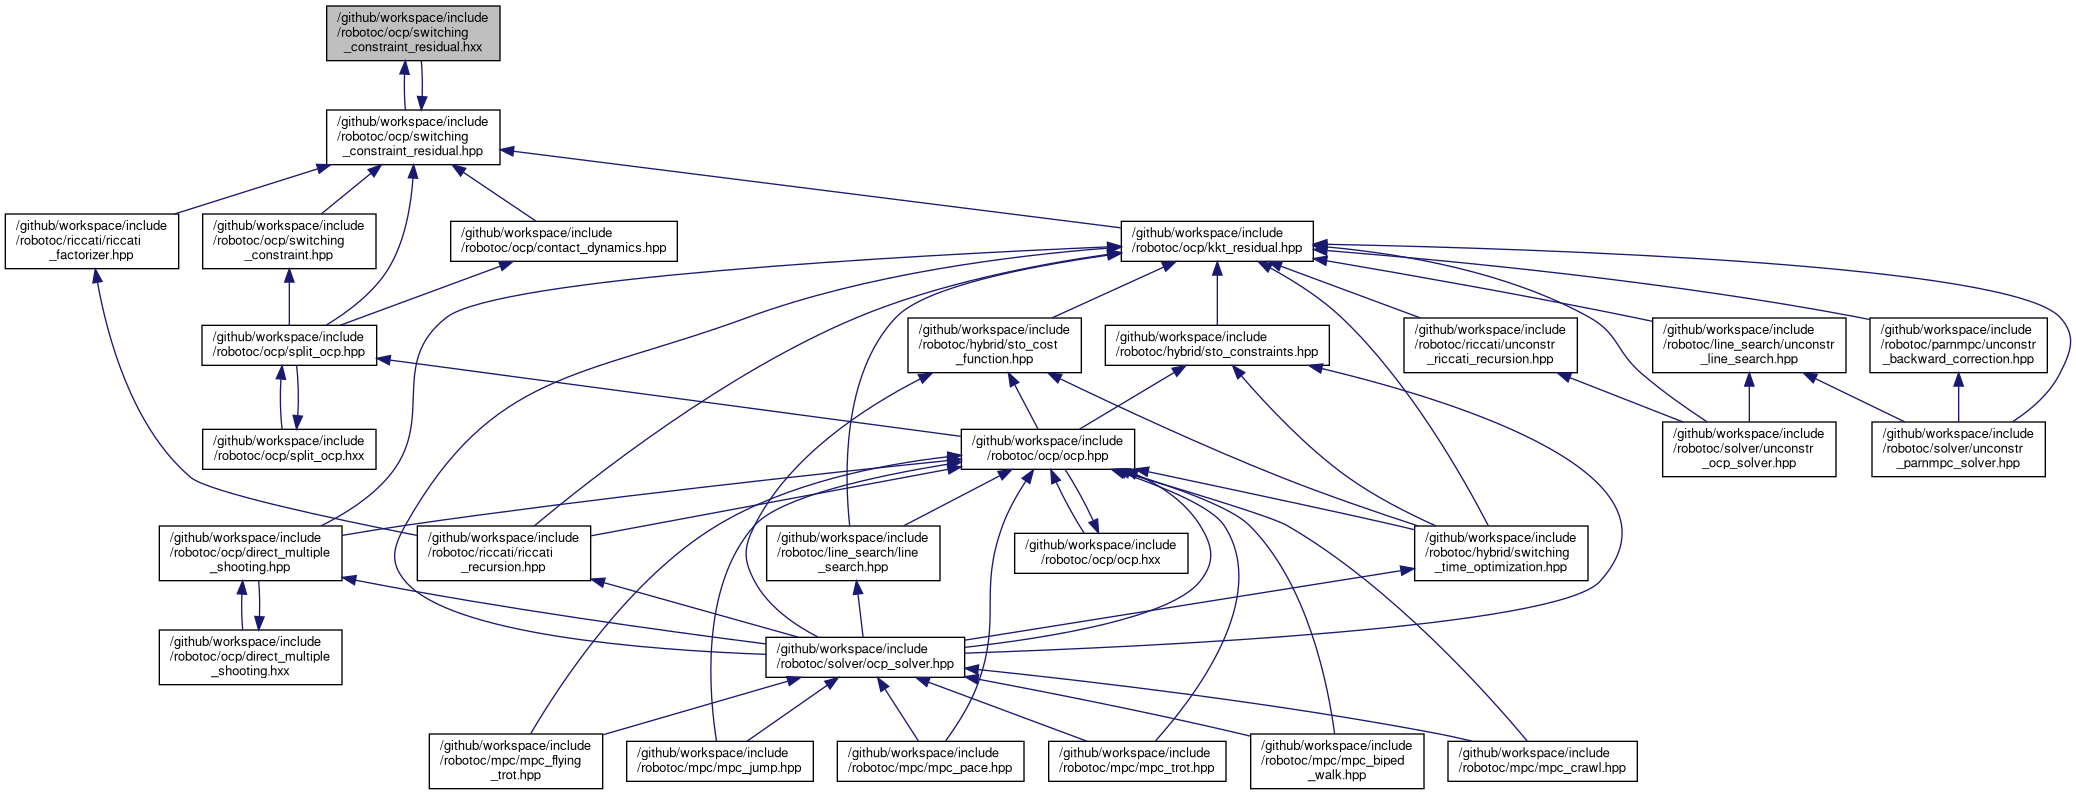 /github/workspace/include
/robotoc/ocp/switching
_constraint_residual.hxx
/github/workspace/include
/robotoc/ocp/switching
_constraint_residual.hpp
/github/workspace/include
/robotoc/riccati/riccati
_factorizer.hpp
/github/workspace/include
/robotoc/ocp/switching
_constraint.hpp
/github/workspace/include
/robotoc/ocp/contact_dynamics.hpp
/github/workspace/include
/robotoc/ocp/kkt_residual.hpp
/github/workspace/include
/robotoc/ocp/split_ocp.hpp
/github/workspace/include
/robotoc/hybrid/sto_cost
_function.hpp
/github/workspace/include
/robotoc/hybrid/sto_constraints.hpp
/github/workspace/include
/robotoc/riccati/unconstr
_riccati_recursion.hpp
/github/workspace/include
/robotoc/line_search/unconstr
_line_search.hpp
/github/workspace/include
/robotoc/parnmpc/unconstr
_backward_correction.hpp
/github/workspace/include
/robotoc/ocp/split_ocp.hxx
/github/workspace/include
/robotoc/ocp/ocp.hpp
/github/workspace/include
/robotoc/solver/unconstr
_ocp_solver.hpp
/github/workspace/include
/robotoc/solver/unconstr
_parnmpc_solver.hpp
/github/workspace/include
/robotoc/ocp/direct_multiple
_shooting.hpp
/github/workspace/include
/robotoc/riccati/riccati
_recursion.hpp
/github/workspace/include
/robotoc/line_search/line
_search.hpp
/github/workspace/include
/robotoc/ocp/ocp.hxx
/github/workspace/include
/robotoc/hybrid/switching
_time_optimization.hpp
/github/workspace/include
/robotoc/ocp/direct_multiple
_shooting.hxx
/github/workspace/include
/robotoc/solver/ocp_solver.hpp
/github/workspace/include
/robotoc/mpc/mpc_flying
_trot.hpp
/github/workspace/include
/robotoc/mpc/mpc_jump.hpp
/github/workspace/include
/robotoc/mpc/mpc_pace.hpp
/github/workspace/include
/robotoc/mpc/mpc_trot.hpp
/github/workspace/include
/robotoc/mpc/mpc_biped
_walk.hpp
/github/workspace/include
/robotoc/mpc/mpc_crawl.hpp